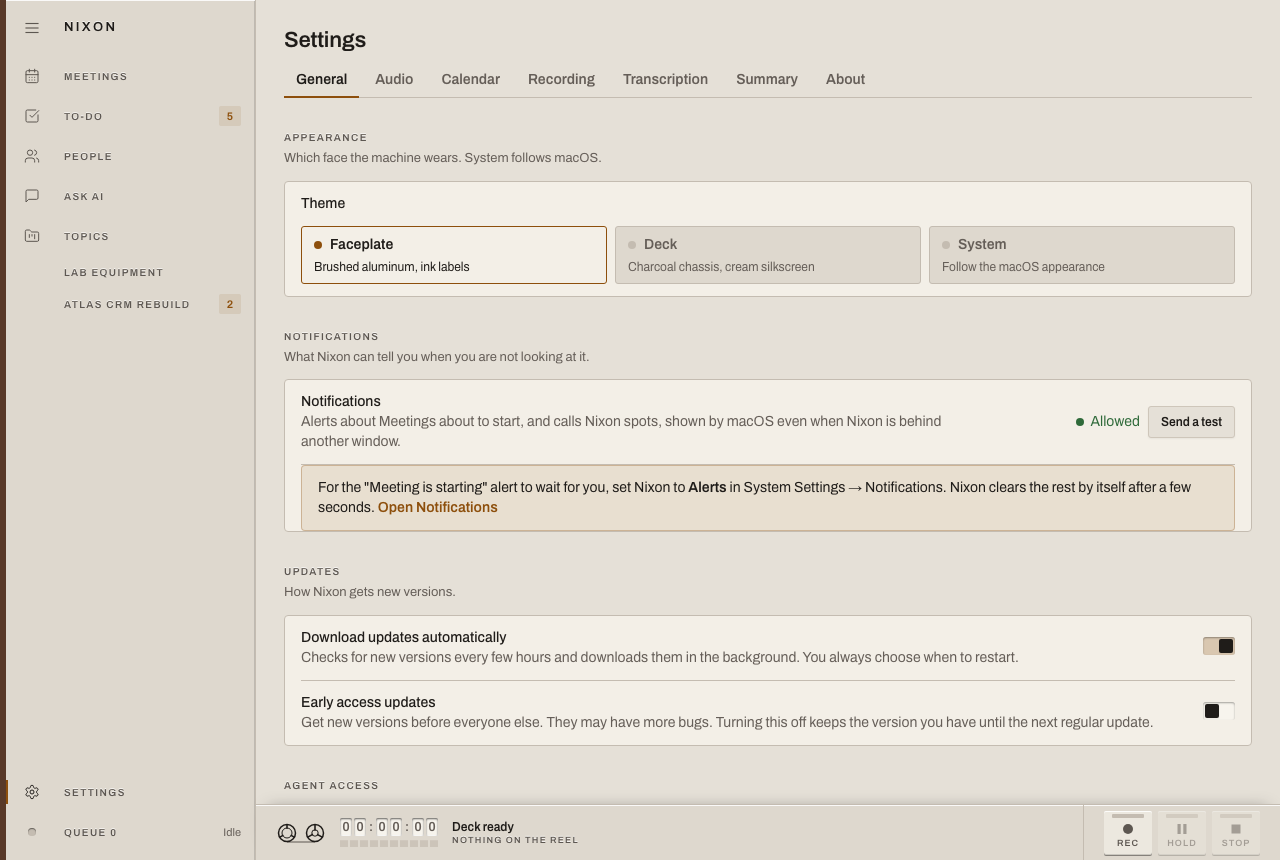 NIXON
MEETINGS
TO-DO 5
PEOPLE
ASK AI
TOPICS
LAB EQUIPMENT
ATLAS CRM REBUILD 2
SETTINGS
QUEUE 0 Idle
Settings
General Audio Calendar Recording Transcription Summary About
APPEARANCE
Which face the machine wears. System follows macOS.
Theme
Faceplate
Brushed aluminum, ink labels
Deck
Charcoal chassis, cream silkscreen
System
Follow the macOS appearance
NOTIFICATIONS
What Nixon can tell you when you are not looking at it.
Notifications
Alerts about Meetings about to start, and calls Nixon spots, shown by macOS even when Nixon is behind
another window.
Allowed Send a test
For the "Meeting is starting" alert to wait for you, set Nixon to Alerts in System Settings → Notifications. Nixon clears the rest by itself after a few
seconds. Open Notifications
UPDATES
How Nixon gets new versions.
Download updates automatically
Checks for new versions every few hours and downloads them in the background. You always choose when to restart.
Early access updates
Get new versions before everyone else. They may have more bugs. Turning this off keeps the version you have until the next regular update.
AGENT ACCESS
00:00:00
Deck ready
NOTHING ON THE REEL
REC HOLD STOP